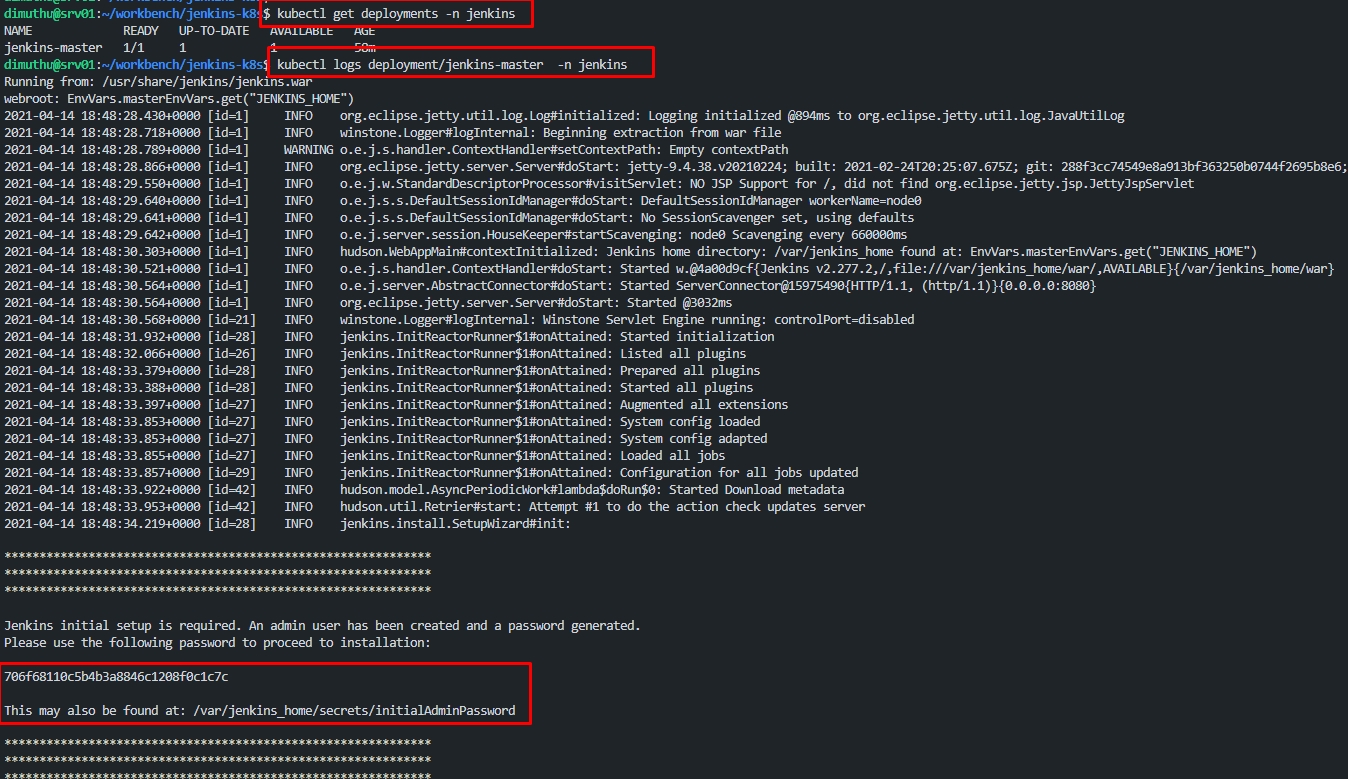 dimuthu@srv01:~/workbench/jenkins-k8s$ kubectl get deployments -n jenkins
NAME             READY   UP-TO-DATE   AVAILABLE   AGE
jenkins-master   1/1     1            1           58m
dimuthu@srv01:~/workbench/jenkins-k8s$ kubectl logs deployment/jenkins-master  -n jenkins
Running from: /usr/share/jenkins/jenkins.war
webroot: EnvVars.masterEnvVars.get("JENKINS_HOME")
2021-04-14 18:48:28.430+0000 [id=1]    INFO    org.eclipse.jetty.util.log.Log#initialized: Logging initialized @894ms to org.eclipse.jetty.util.log.JavaUtilLog
2021-04-14 18:48:28.718+0000 [id=1]    INFO    winstone.Logger#logInternal: Beginning extraction from war file
2021-04-14 18:48:28.789+0000 [id=1]    WARNING o.e.j.s.handler.ContextHandler#setContextPath: Empty contextPath
2021-04-14 18:48:28.866+0000 [id=1]    INFO    org.eclipse.jetty.server.Server#doStart: jetty-9.4.38.v20210224; built: 2021-02-24T20:25:07.675Z; git: 288f3cc74549e8a913bf363250b0744f2695b8e6;
2021-04-14 18:48:29.550+0000 [id=1]    INFO    o.e.j.w.StandardDescriptorProcessor#visitServlet: NO JSP Support for /, did not find org.eclipse.jetty.jsp.JettyJspServlet
2021-04-14 18:48:29.640+0000 [id=1]    INFO    o.e.j.s.s.DefaultSessionIdManager#doStart: DefaultSessionIdManager workerName=node0
2021-04-14 18:48:29.641+0000 [id=1]    INFO    o.e.j.s.s.DefaultSessionIdManager#doStart: No SessionScavenger set, using defaults
2021-04-14 18:48:29.642+0000 [id=1]    INFO    o.e.j.server.session.HouseKeeper#startScavenging: node0 Scavenging every 660000ms
2021-04-14 18:48:30.303+0000 [id=1]    INFO    hudson.WebAppMain#contextInitialized: Jenkins home directory: /var/jenkins_home found at: EnvVars.masterEnvVars.get("JENKINS_HOME")
2021-04-14 18:48:30.521+0000 [id=1]    INFO    o.e.j.s.handler.ContextHandler#doStart: Started w.@4a00d9cf{Jenkins v2.277.2,/,file:///var/jenkins_home/war/,AVAILABLE}{/var/jenkins_home/war}
2021-04-14 18:48:30.564+0000 [id=1]    INFO    o.e.j.server.AbstractConnector#doStart: Started ServerConnector@15975490{HTTP/1.1, (http/1.1)}{0.0.0.0:8080}
2021-04-14 18:48:30.564+0000 [id=1]    INFO    org.eclipse.jetty.server.Server#doStart: Started @3032ms
2021-04-14 18:48:30.568+0000 [id=21]   INFO    winstone.Logger#logInternal: Winstone Servlet Engine running: controlPort=disabled
2021-04-14 18:48:31.932+0000 [id=28]   INFO    jenkins.InitReactorRunner$1#onAttained: Started initialization
2021-04-14 18:48:32.066+0000 [id=26]   INFO    jenkins.InitReactorRunner$1#onAttained: Listed all plugins
2021-04-14 18:48:33.379+0000 [id=28]   INFO    jenkins.InitReactorRunner$1#onAttained: Prepared all plugins
2021-04-14 18:48:33.388+0000 [id=28]   INFO    jenkins.InitReactorRunner$1#onAttained: Started all plugins
2021-04-14 18:48:33.397+0000 [id=27]   INFO    jenkins.InitReactorRunner$1#onAttained: Augmented all extensions
2021-04-14 18:48:33.853+0000 [id=27]   INFO    jenkins.InitReactorRunner$1#onAttained: System config loaded
2021-04-14 18:48:33.853+0000 [id=27]   INFO    jenkins.InitReactorRunner$1#onAttained: System config adapted
2021-04-14 18:48:33.855+0000 [id=27]   INFO    jenkins.InitReactorRunner$1#onAttained: Loaded all jobs
2021-04-14 18:48:33.857+0000 [id=29]   INFO    jenkins.InitReactorRunner$1#onAttained: Configuration for all jobs updated
2021-04-14 18:48:33.922+0000 [id=42]   INFO    hudson.model.AsyncPeriodicWork#lambda$doRun$0: Started Download metadata
2021-04-14 18:48:33.953+0000 [id=42]   INFO    hudson.util.Retrier#start: Attempt #1 to do the action check updates server
2021-04-14 18:48:34.219+0000 [id=28]   INFO    jenkins.install.SetupWizard#init:
*************************************************************
*************************************************************
*************************************************************
Jenkins initial setup is required. An admin user has been created and a password generated.
Please use the following password to proceed to installation:
706f68110c5b4b3a8846c1208f0c1c7c
This may also be found at: /var/jenkins_home/secrets/initialAdminPassword
*************************************************************
*************************************************************
*************************************************************